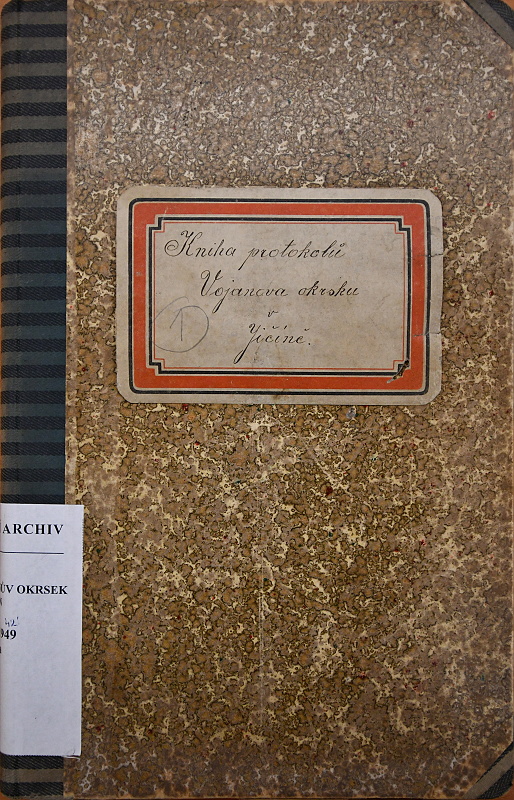 Kniha protokolů
Vojanova okrsku
v
Jičíně.
1
ARCHIV
ŮV OKRSEK
949